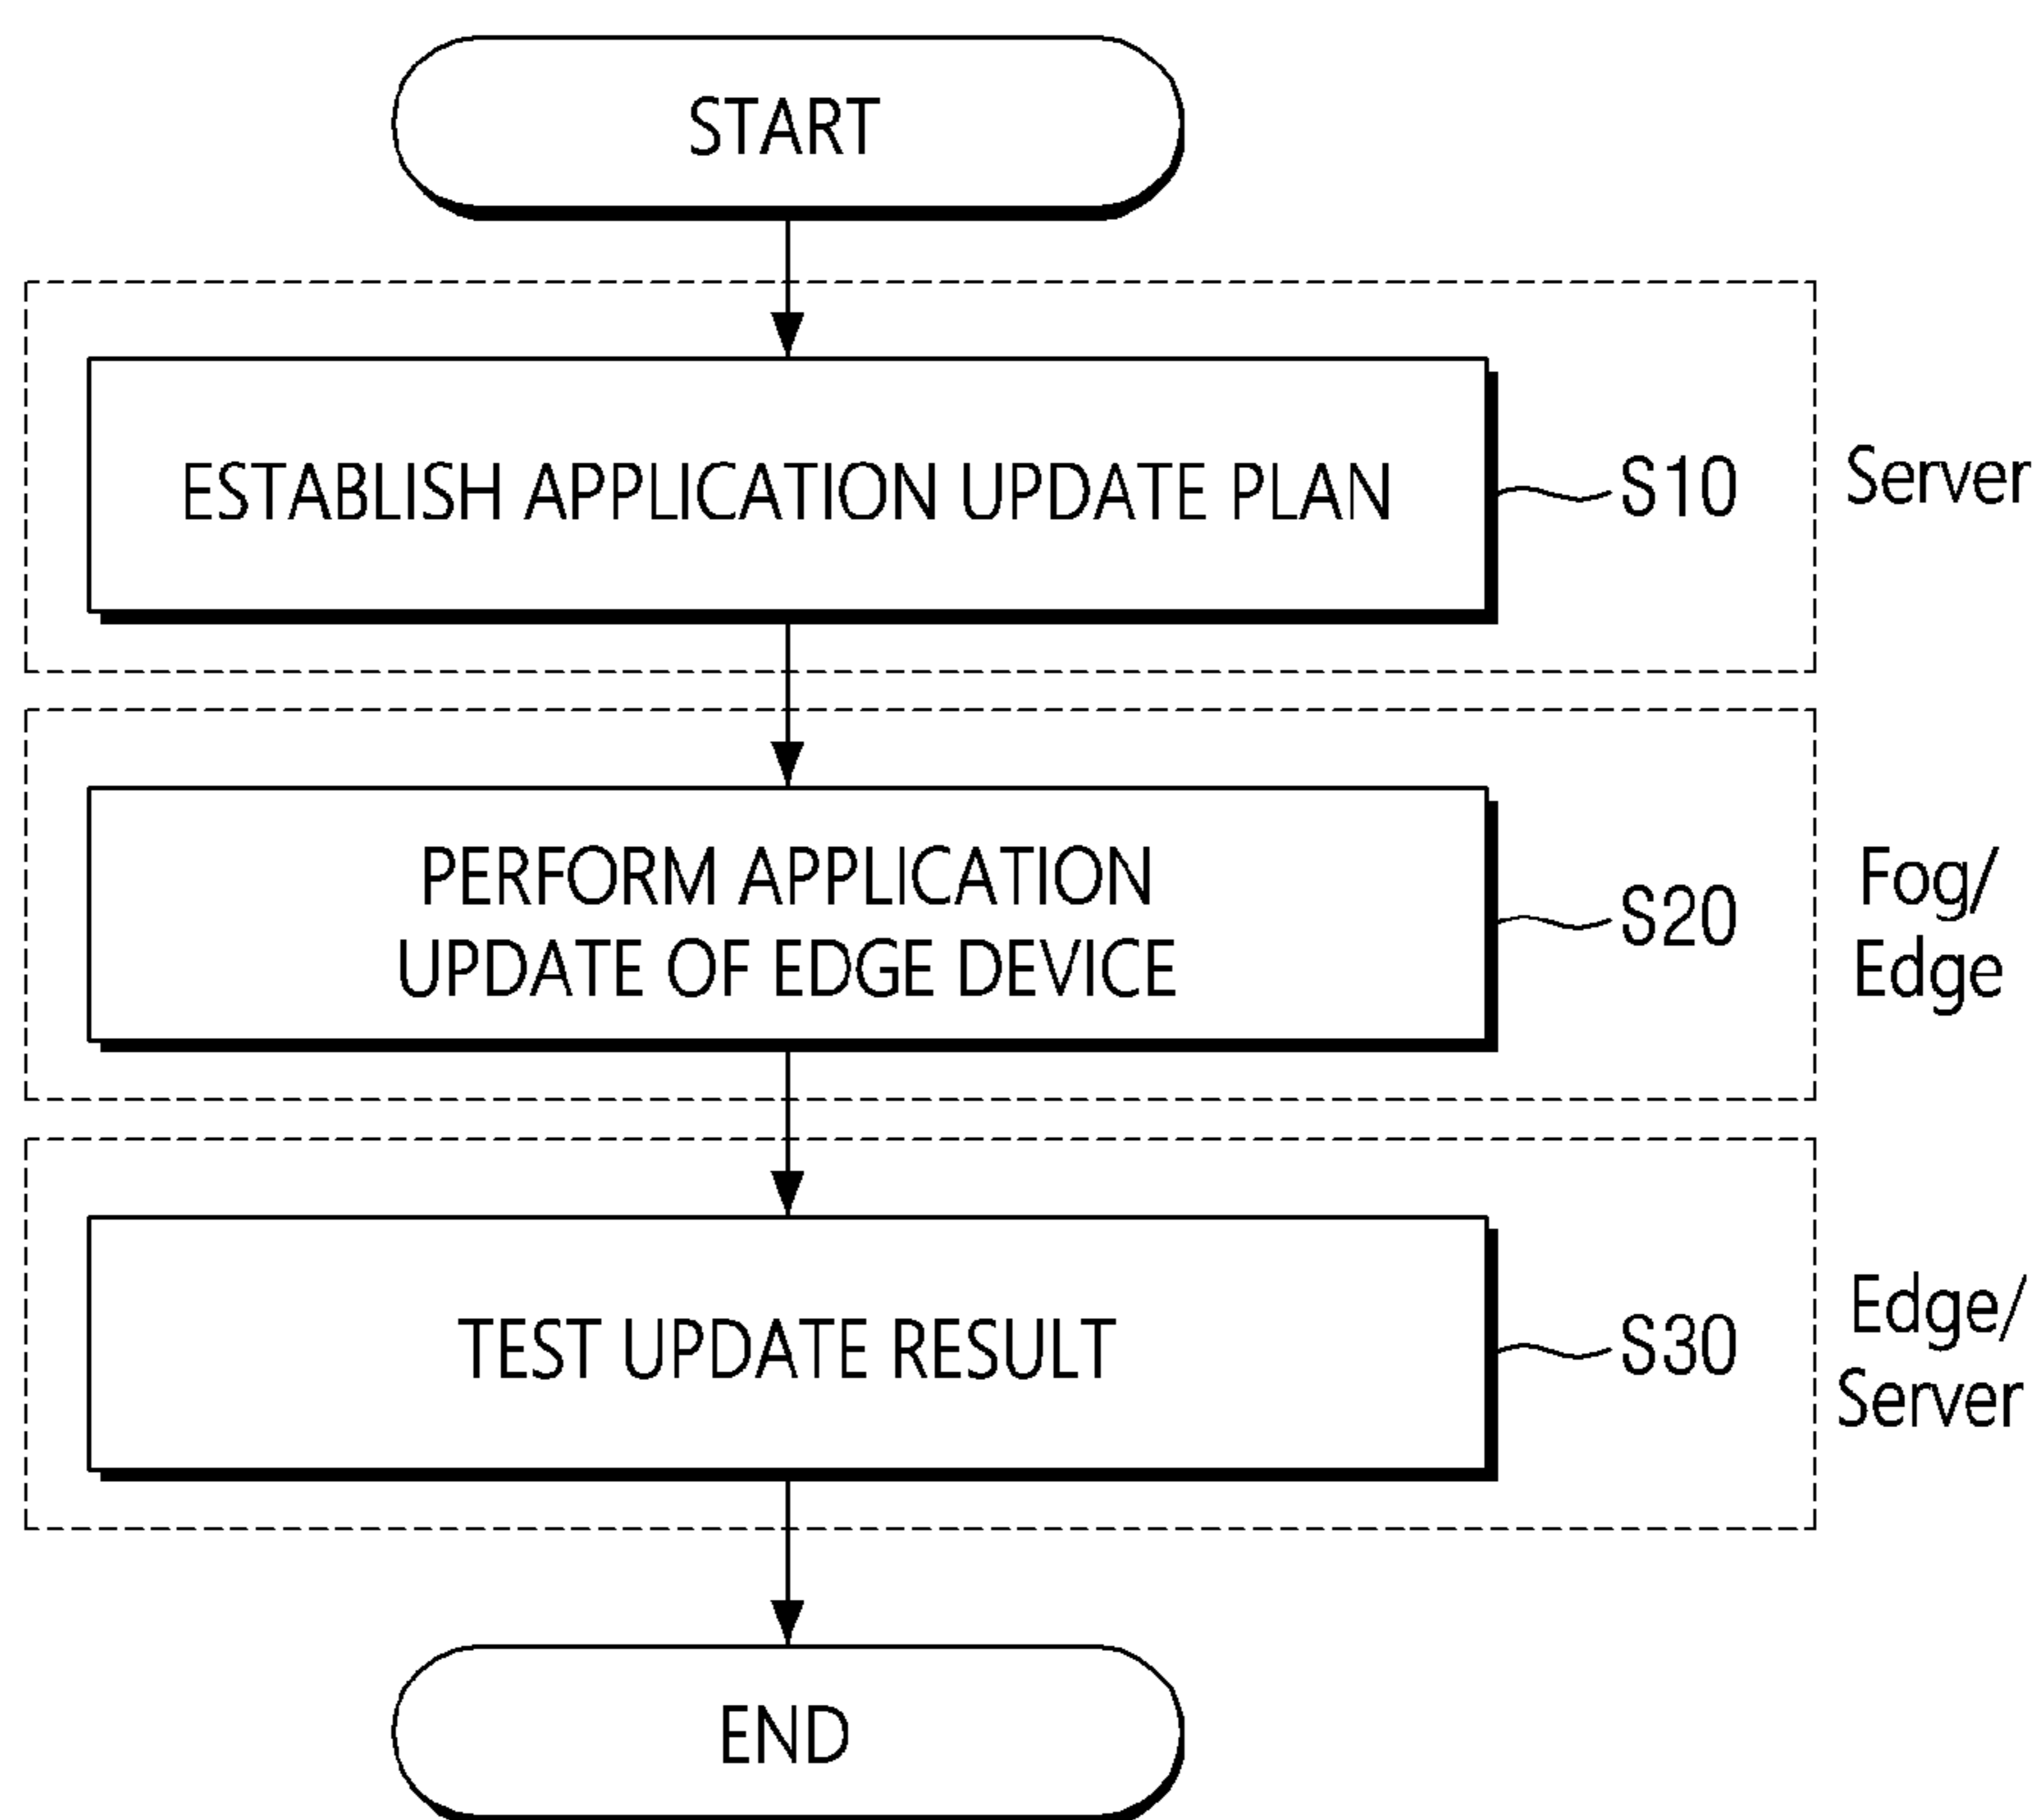 START
ESTABLISH APPLICATION UPDATE PLAN
S10
Server
PERFORM APPLICATION
UPDATE OF EDGE DEVICE
S20
Fog/
Edge
TEST UPDATE RESULT
S30
Edge/
Server
END